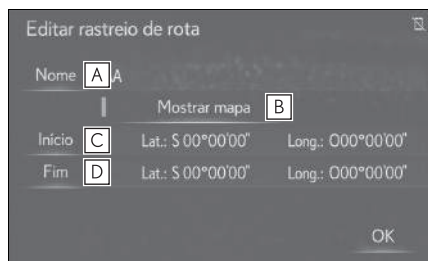 Editar rastreio de rota
Nome A A
Mostrar mapa B
Início C Lat.: S 00°00'00" Long.: O00°00'00"
Fim D Lat.: S 00°00'00" Long.: O00°00'00"
OK